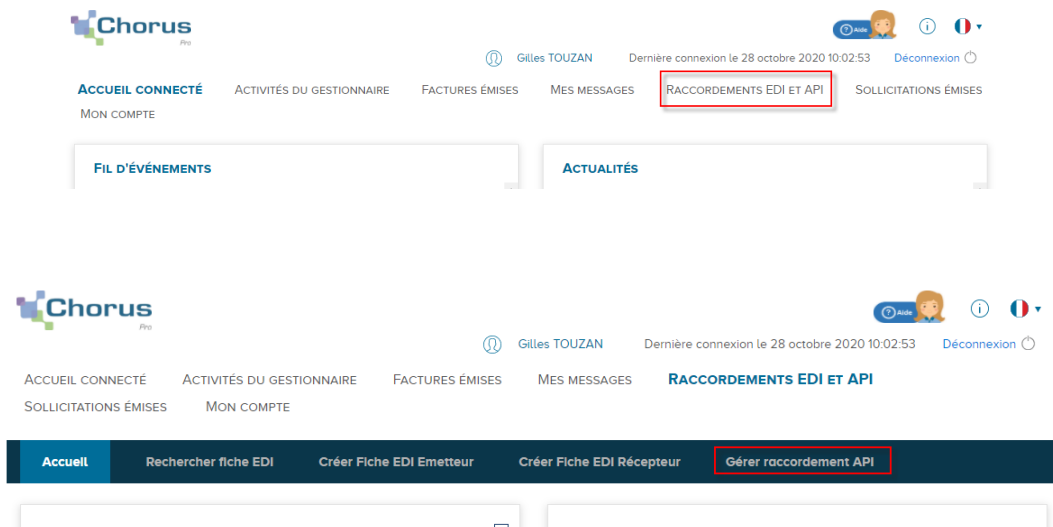 Chorus
Pro
Aide
Gilles TOUZAN Dernière connexion le 28 octobre 2020 10:02:53 Déconnexion
ACCUEIL CONNECTÉ ACTIVITÉS DU GESTIONNAIRE FACTURES ÉMISES MES MESSAGES RACCORDEMENTS EDI ET API SOLLICITATIONS ÉMISES
MON COMPTE
FIL D'ÉVÉNEMENTS ACTUALITÉS
Chorus
Pro
Aide
Gilles TOUZAN Dernière connexion le 28 octobre 2020 10:02:53 Déconnexion
ACCUEIL CONNECTÉ ACTIVITÉS DU GESTIONNAIRE FACTURES ÉMISES MES MESSAGES RACCORDEMENTS EDI ET API
SOLLICITATIONS ÉMISES MON COMPTE
Accueil Rechercher fiche EDI Créer Fiche EDI Emetteur Créer Fiche EDI Récepteur Gérer raccordement API